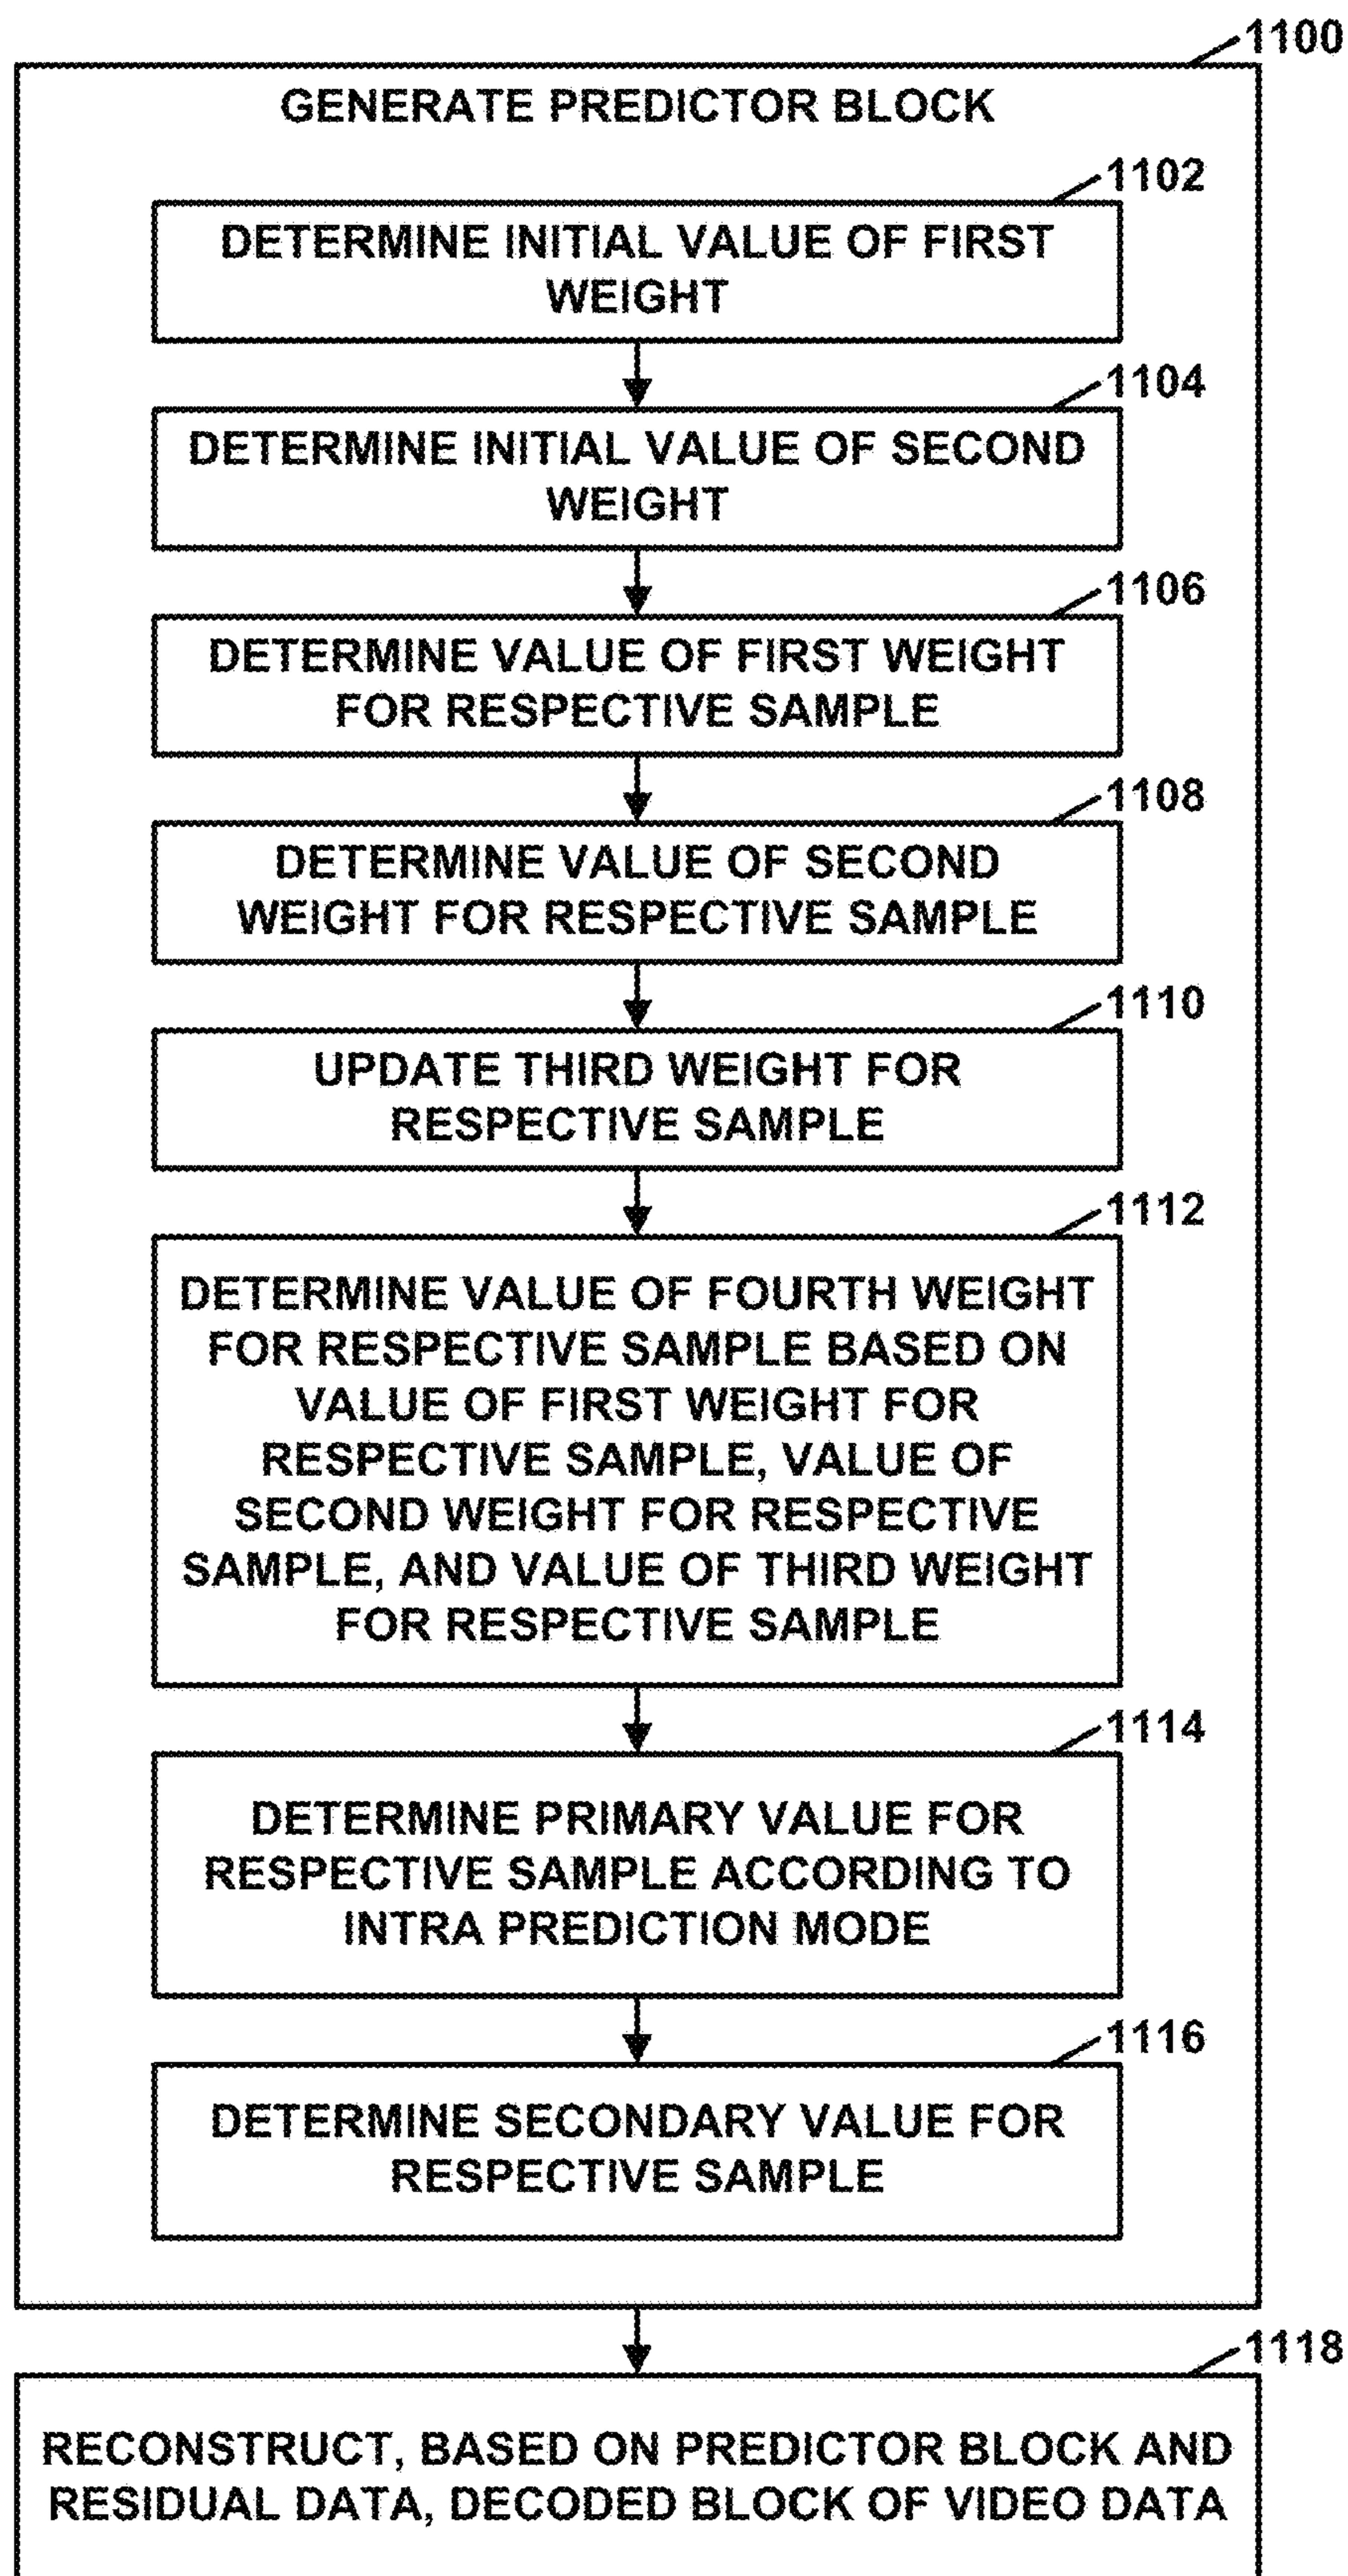 1100
GENERATE PREDICTOR BLOCK
1102
DETERMINE INITIAL VALUE OF FIRST
WEIGHT
1104
DETERMINE INITIAL VALUE OF SECOND
WEIGHT
1106
DETERMINE VALUE OF FIRST WEIGHT
FOR RESPECTIVE SAMPLE
1108
DETERMINE VALUE OF SECOND
WEIGHT FOR RESPECTIVE SAMPLE
1110
UPDATE THIRD WEIGHT FOR
RESPECTIVE SAMPLE
1112
DETERMINE VALUE OF FOURTH WEIGHT
FOR RESPECTIVE SAMPLE BASED ON
VALUE OF FIRST WEIGHT FOR
RESPECTIVE SAMPLE, VALUE OF
SECOND WEIGHT FOR RESPECTIVE
SAMPLE, AND VALUE OF THIRD WEIGHT
FOR RESPECTIVE SAMPLE
1114
DETERMINE PRIMARY VALUE FOR
RESPECTIVE SAMPLE ACCORDING TO
INTRA PREDICTION MODE
1116
DETERMINE SECONDARY VALUE FOR
RESPECTIVE SAMPLE
1118
RECONSTRUCT, BASED ON PREDICTOR BLOCK AND
RESIDUAL DATA, DECODED BLOCK OF VIDEO DATA